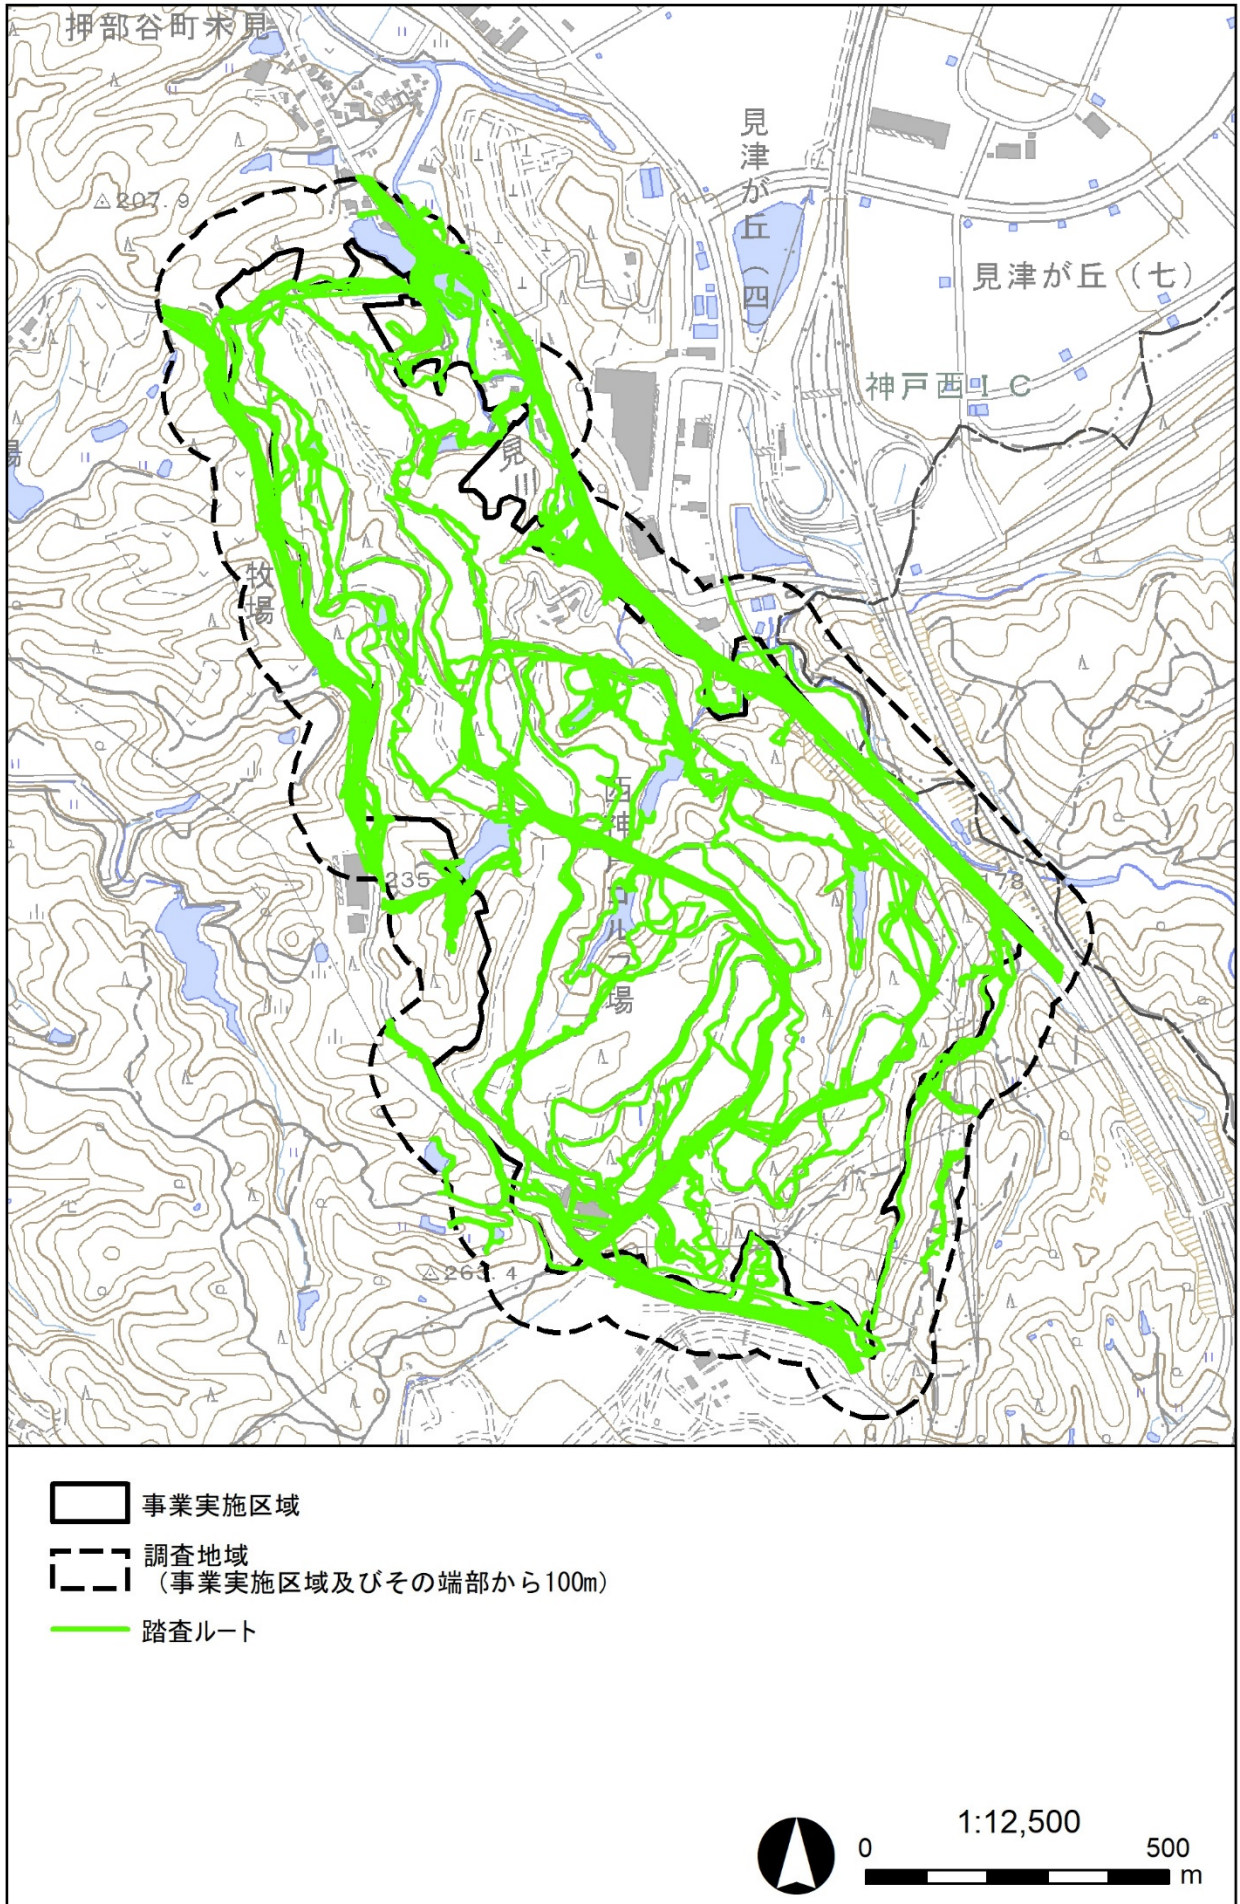 押部谷町木見
見津が丘（四）
207.9
見津が丘（七）
神戸西IC
見
牧場
西神戸ゴルフ場
235
78
240
263.4
事業実施区域
調査地域
（事業実施区域及びその端部から100m）
踏査ルート
1:12,500
0 500
m